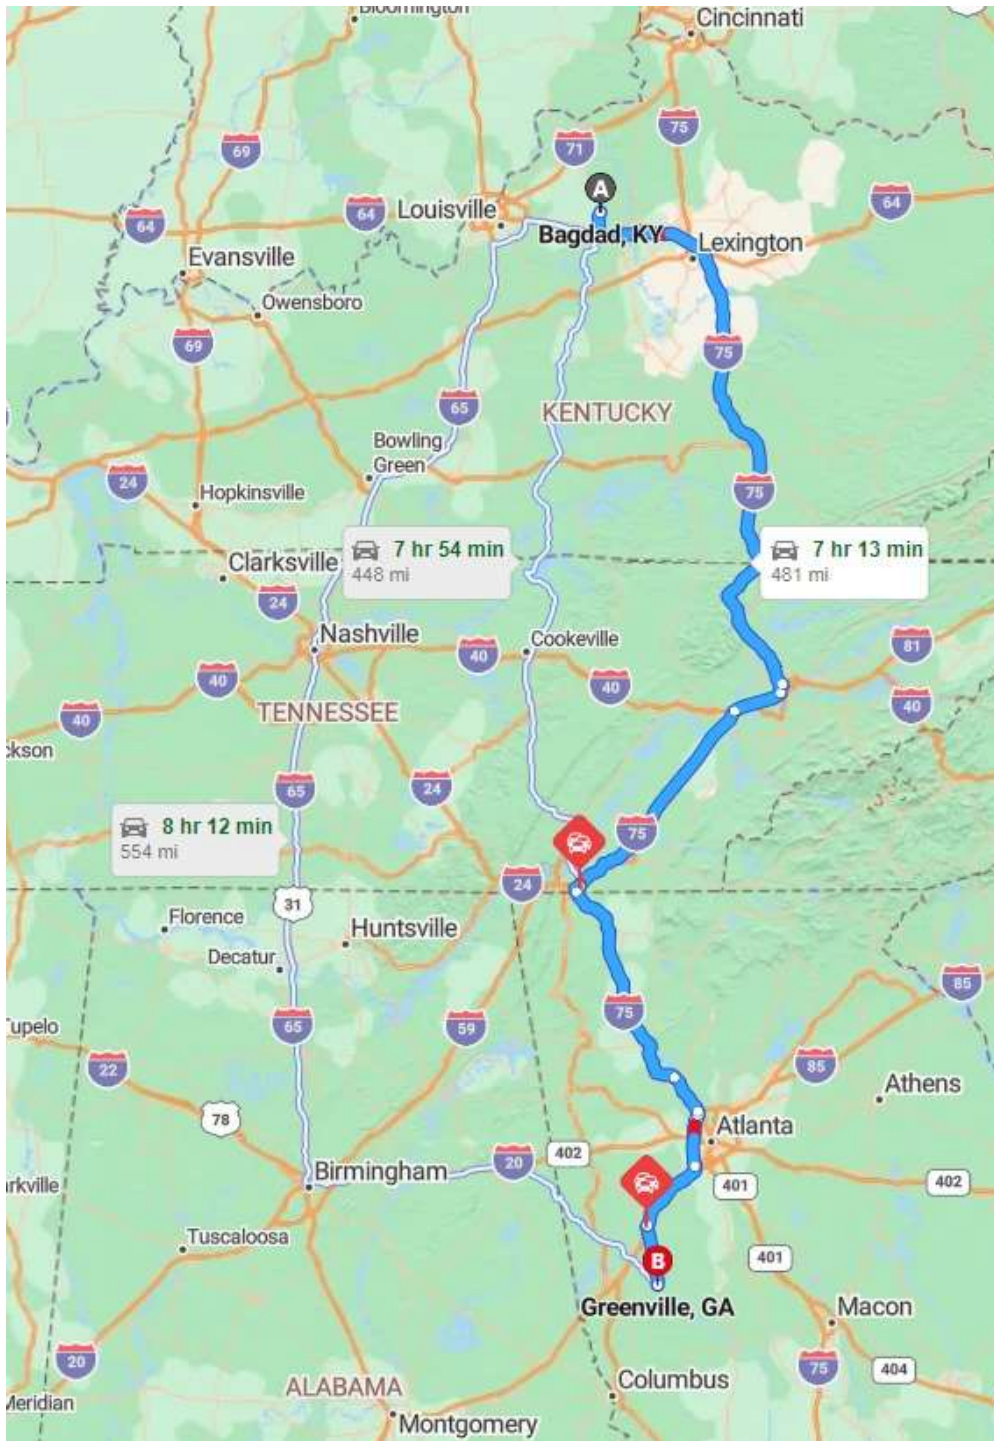 Bloomington
Cincinnati
75
71
69
A
64
64
64
Louisville
Bagdad, KY
Lexington
Evansville
Owensboro
69
75
65
KENTUCKY
Bowling
Green
24
75
Hopkinsville
7 hr 54 min
448 mi
7 hr 13 min
481 mi
Clarksville
24
Nashville
Cookeville
40
81
40
40
40
40
TENNESSEE
ckson
65
24
8 hr 12 min
554 mi
75
24
31
Florence
Huntsville
Decatur
85
75
65
59
Tupelo
22
85
Athens
78
Atlanta
402
20
Birmingham
arkville
401
402
Tuscaloosa
401
B
Greenville, GA
Macon
20
75
404
ALABAMA
Columbus
Meridian
Montgomery